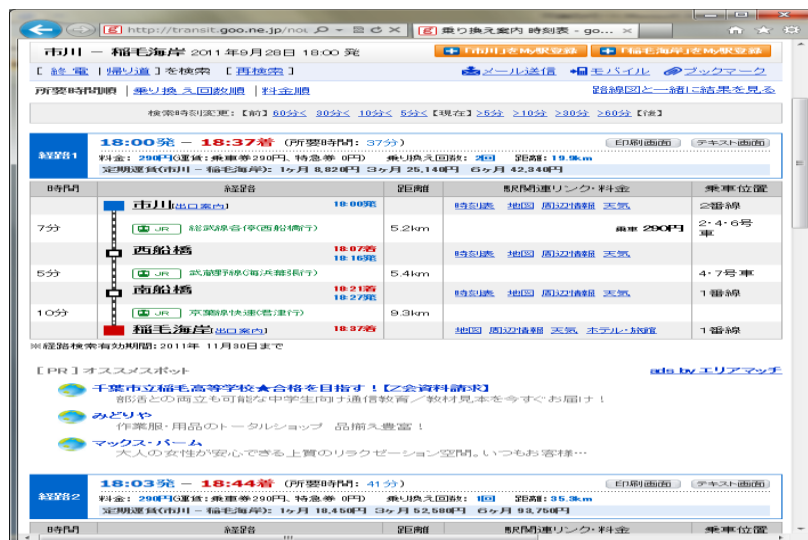 http://transit.goo.ne.jp/not
乗り換え案内 時刻表 - go...
市川 － 稲毛海岸 2011年9月28日 18:00 発
「市川」をMy駅登録
「稲毛海岸」をMy駅登録
[ 終電 | 帰り道 ]を検索 [ 再検索 ]
メール送信 モバイル ブックマーク
所要時間順 | 乗り換え回数順 | 料金順
路線図と一緒に結果を見る
検索時刻変更: 【前】60分< 30分< 10分< 5分<【現在】>5分 >10分 >30分 >60分【後】
経路1
18:00発 － 18:37着 (所要時間: 37分)
印刷画面 テキスト画面
料金: 290円(運賃: 乗車券290円、特急券 0円) 乗り換え回数: 2回 距離: 19.9km
定期運賃(市川 － 稲毛海岸): 1ヶ月 8,820円 3ヶ月 25,140円 6ヶ月 42,340円
時間 経路 距離 駅関連リンク・料金 乗車位置
市川[出口案内] 18:00発 時刻表 地図 周辺情報 天気 2番線
7分 JR 総武線各停(西船橋行) 5.2km 乗車 290円 2・4・6号車
西船橋 18:07着 18:16発 時刻表 地図 周辺情報 天気
5分 JR 武蔵野線(海浜幕張行) 5.4km 4・7号車
南船橋 18:21着 18:27発 時刻表 地図 周辺情報 天気 1番線
10分 JR 京葉線快速(君津行) 9.3km
稲毛海岸[出口案内] 18:37着 地図 周辺情報 天気 ホテル・旅館 1番線
※経路検索有効期間: 2011年 11月30日まで
[PR] オススメスポット
ads by エリアマッチ
千葉市立稲毛高等学校★合格を目指す！【Z会資料請求】
部活との両立も可能な中学生向け通信教育／教材見本を今すぐお届け！
みどりや
作業服・用品のトータルショップ 品揃え豊富！
マックス・バーム
大人の女性が安心できる上質のリラクゼーション空間。いつもお客様…
経路2
18:03発 － 18:44着 (所要時間: 41分)
印刷画面 テキスト画面
料金: 290円(運賃: 乗車券290円、特急券 0円) 乗り換え回数: 1回 距離: 35.3km
定期運賃(市川 － 稲毛海岸): 1ヶ月 18,450円 3ヶ月 52,580円 6ヶ月 93,750円
時間 経路 距離 駅関連リンク・料金 乗車位置